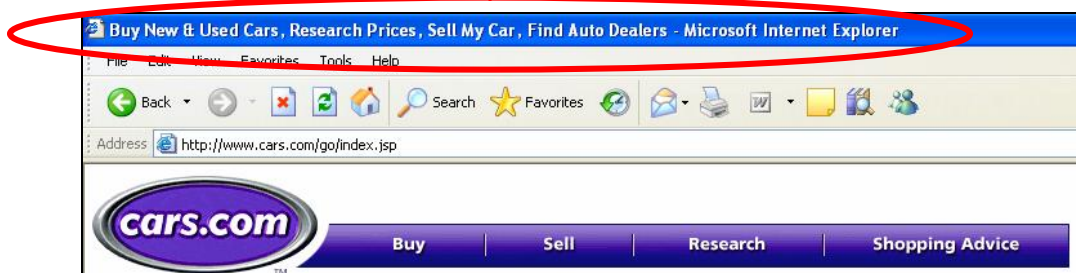 Buy New & Used Cars, Research Prices, Sell My Car, Find Auto Dealers - Microsoft Internet Explorer
File Edit View Favorites Tools Help
Back Search Favorites
Address http://www.cars.com/go/index.jsp
cars.com
TM
Buy Sell Research Shopping Advice